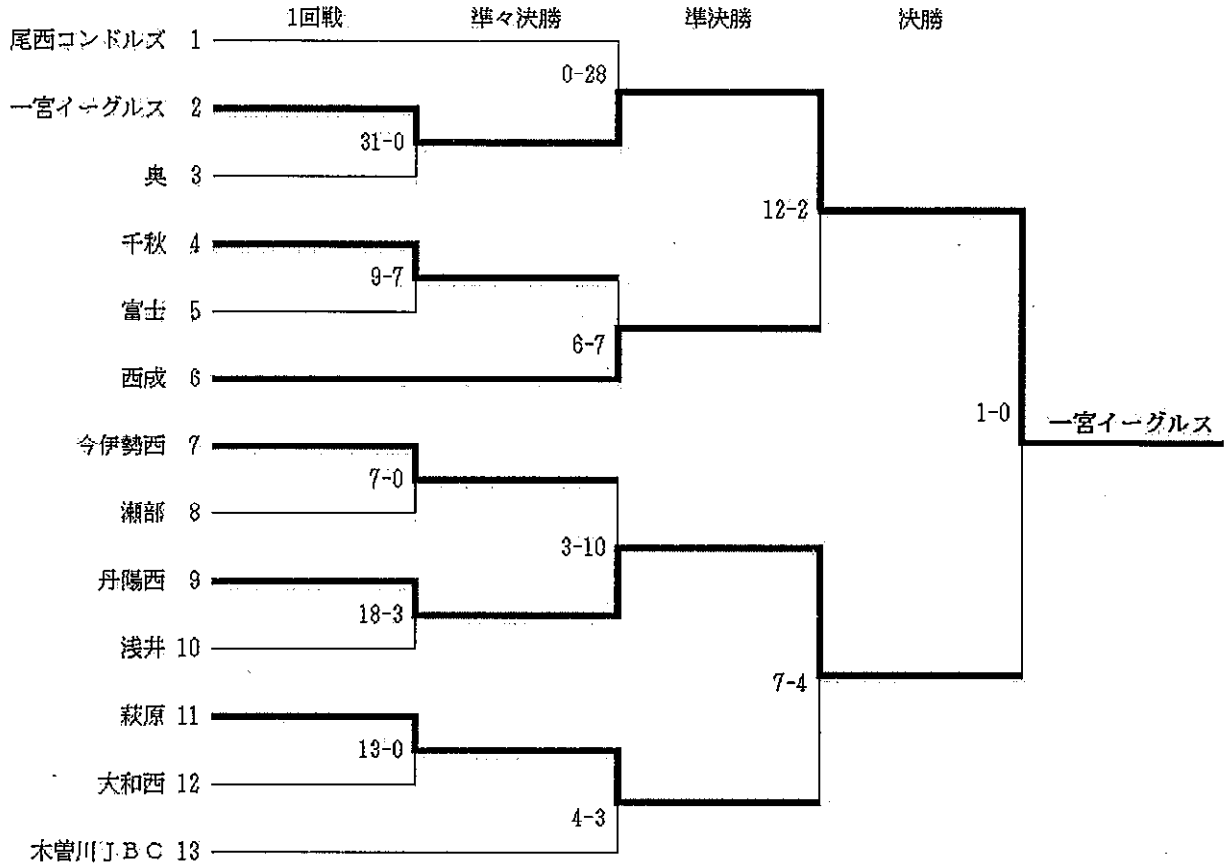 1回戦 準々決勝 準決勝 決勝
尾西コンドルズ 1
0-28
一宮イーグルス 2
31-0
奥 3
12-2
千秋 4
9-7
富士 5
6-7
西成 6
1-0 一宮イーグルス
今伊勢西 7
7-0
瀬部 8
3-10
丹陽西 9
18-3
浅井 10
7-4
萩原 11
13-0
大和西 12
4-3
木曽川J.B C 13